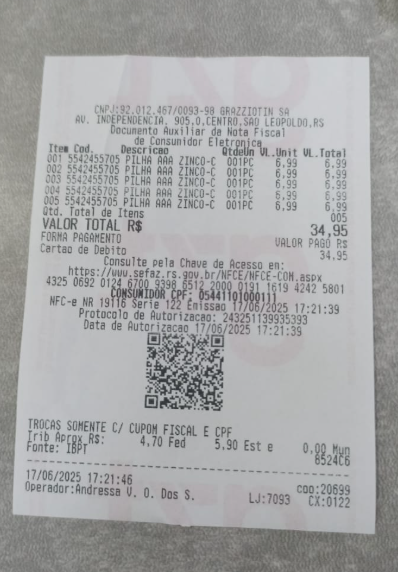 CNPJ:92.012.467/0093-98 GRAZZIOTIN SA
AV. INDEPENDENCIA, 905,0,CENTRO,SAO LEOPOLDO,RS
Documento Auxiliar de Nota Fiscal
de Consumidor Eletronica
Item Cod. Descricao QtdeUn VL.Unit VL.Total
001 5542455705 PILHA AAA ZINCO-C 001PC 6,99 6,99
002 5542455705 PILHA AAA ZINCO-C 001PC 6,99 6,99
003 5542455705 PILHA AAA ZINCO-C 001PC 6,99 6,99
004 5542455705 PILHA AAA ZINCO-C 001PC 6,99 6,99
005 5542455705 PILHA AAA ZINCO-C 001PC 6,99 6,99
Qtd. Total de Itens 005
VALOR TOTAL R$ 34,95
FORMA PAGAMENTO VALOR PAGO R$
Cartao de Debito 34,95
Consulte pela Chave de Acesso en:
https://www.sefaz.rs.gov.br/NFCE/NFCE-COM.aspx
4325 0692 0124 6700 9398 6512 2000 0191 1619 4242 5801
CONSUMIDOR CPF:
NFC-e NR 19116 Serie 122 Emissao 17/06/2025 17:21:39
Protocolo de Autorizacao: 243251139935393
Data de Autorizacao 17/06/2025 17:21:39
TROCAS SOMENTE C/ CUPOM FISCAL E CPF
Trib Aprox R$: 4.70 Fed 5.90 Est e 0,00 Mun
Fonte: IBPT 8524C6
17/06/2025 17:21:46 COO:20699
Operador:Andressa V. O. Dos S. LJ:7093 CX:0122